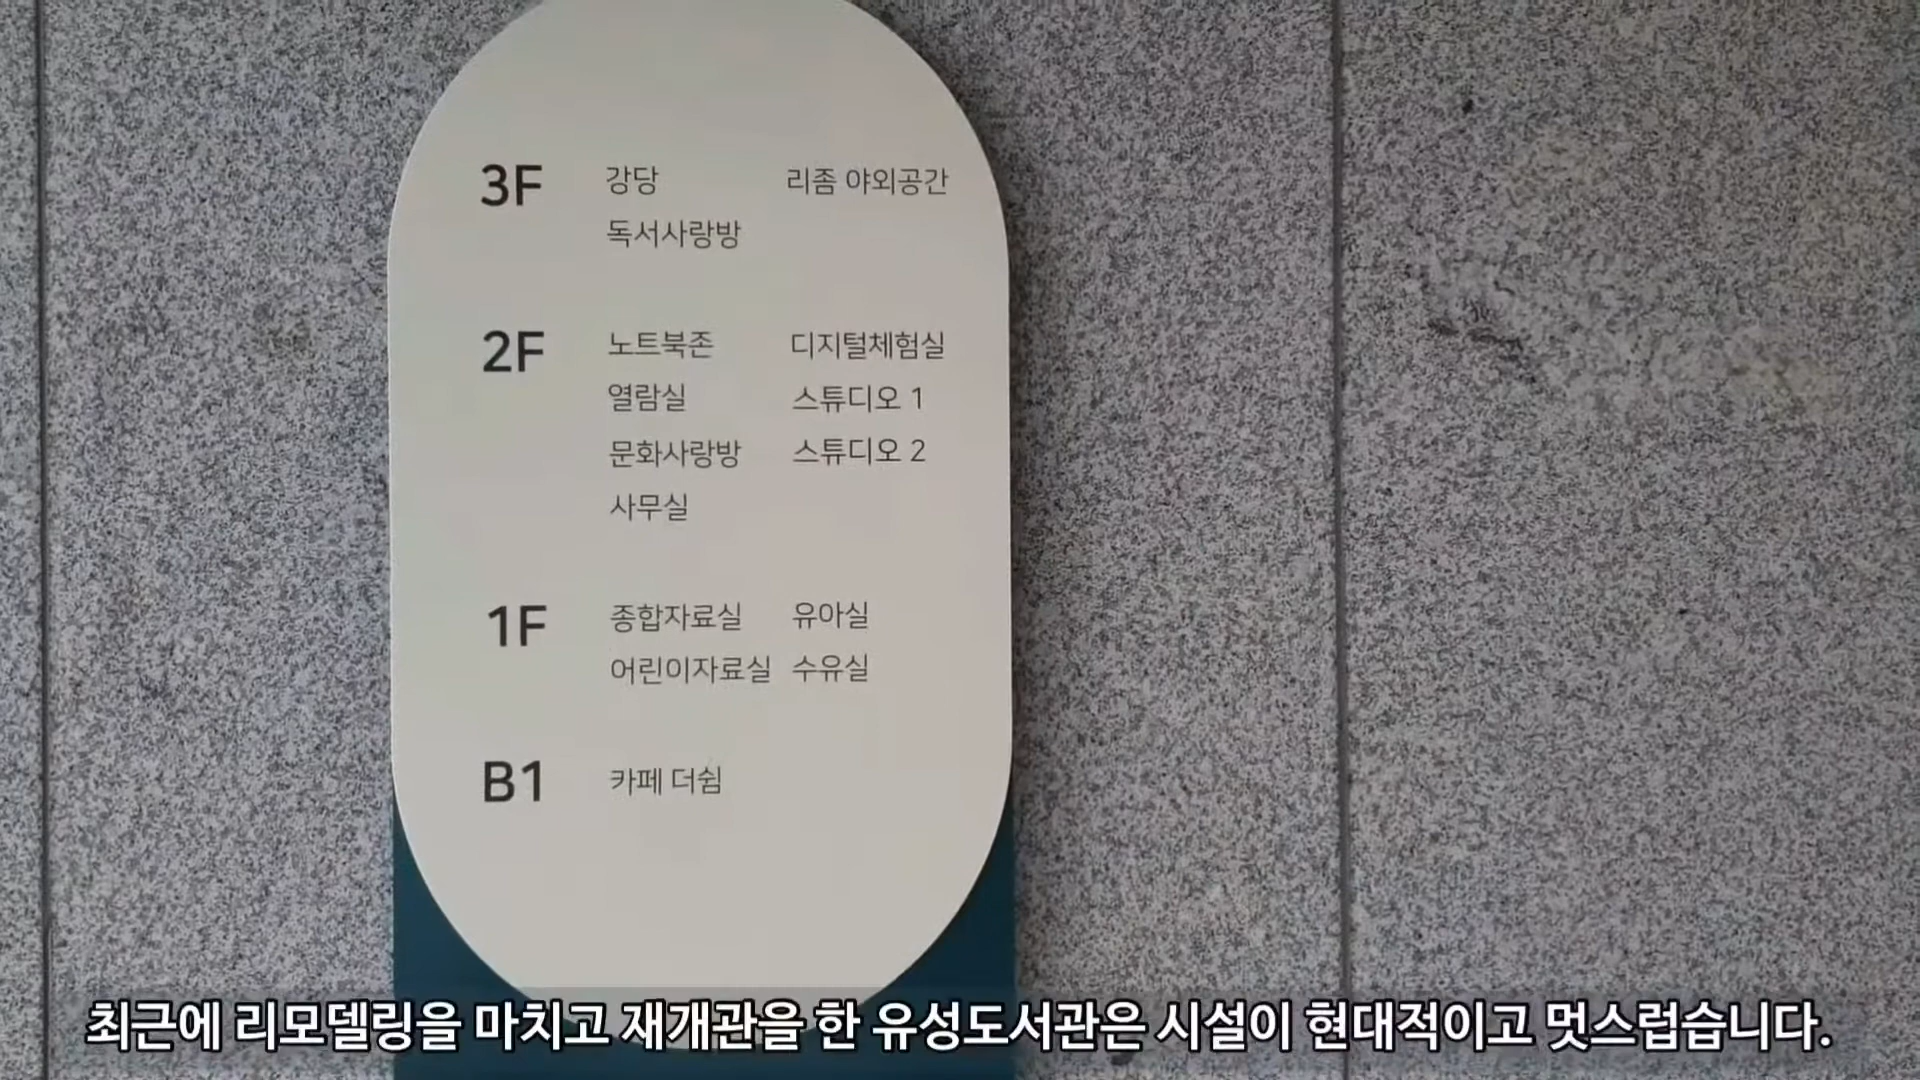 3F 강당 리좀 야외공간
독서사랑방
2F 노트북존 디지털체험실
열람실 스튜디오 1
문화사랑방 스튜디오 2
사무실
1F 종합자료실 유아실
어린이자료실 수유실
B1 카페 더쉼
최근에 리모델링을 마치고 재개관을 한 유성도서관은 시설이 현대적이고 멋스럽습니다.